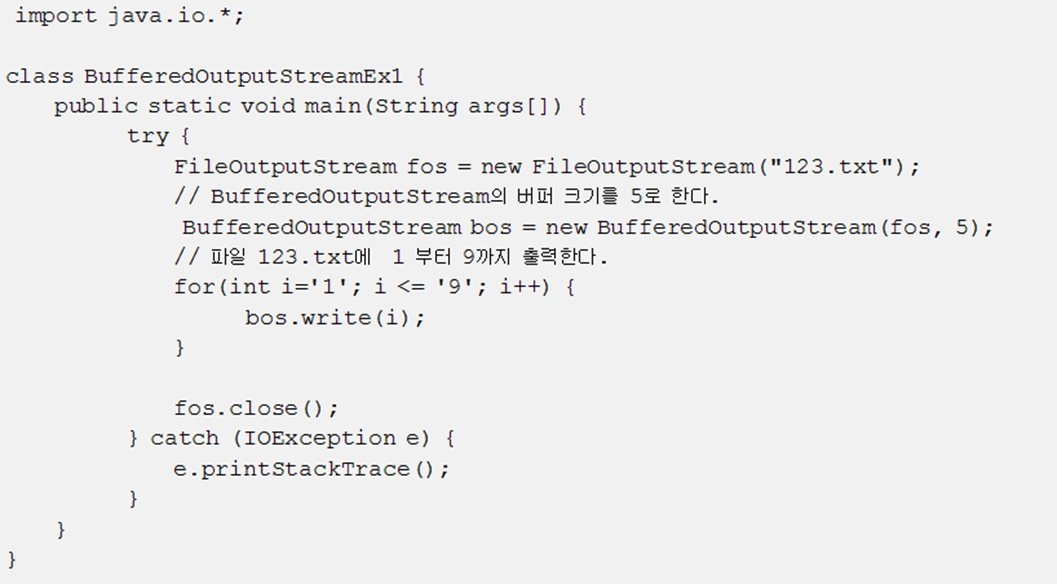 import java.io.*;
class BufferedOutputStreamEx1 {
public static void main(String args[]) {
try {
FileOutputStream fos = new FileOutputStream("123.txt");
// BufferedOutputStream의 버퍼 크기를 5로 한다.
BufferedOutputStream bos = new BufferedOutputStream(fos, 5);
// 파일 123.txt에 1 부터 9까지 출력한다.
for(int i='1'; i <= '9'; i++) {
bos.write(i);
}
fos.close();
} catch (IOException e) {
e.printStackTrace();
}
}
}